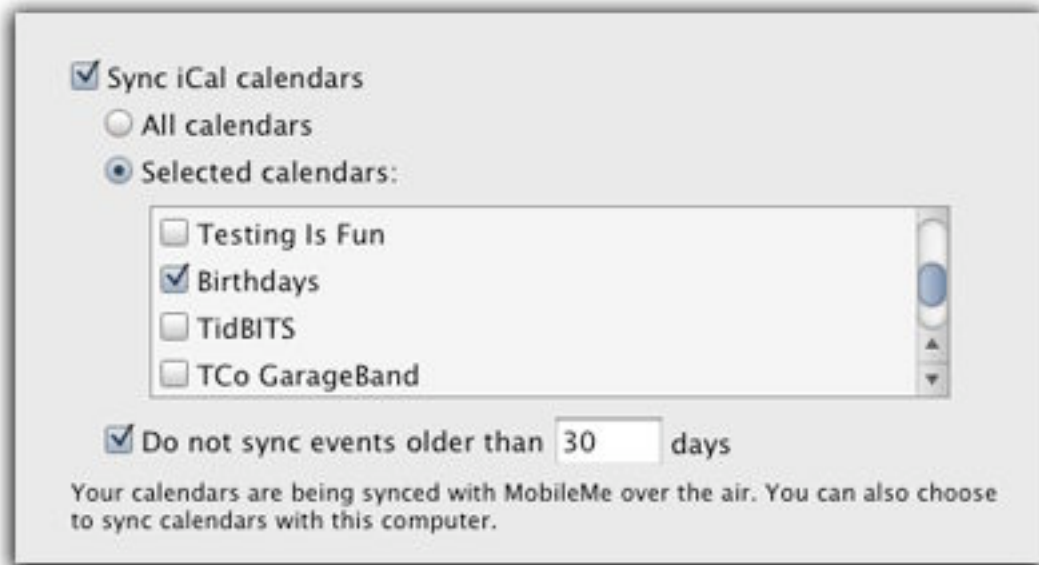 Sync iCal calendars
All calendars
Selected calendars:
Testing Is Fun
Birthdays
TidBITS
TCo GarageBand
Do not sync events older than 30 days
Your calendars are being synced with MobileMe over the air. You can also choose
to sync calendars with this computer.